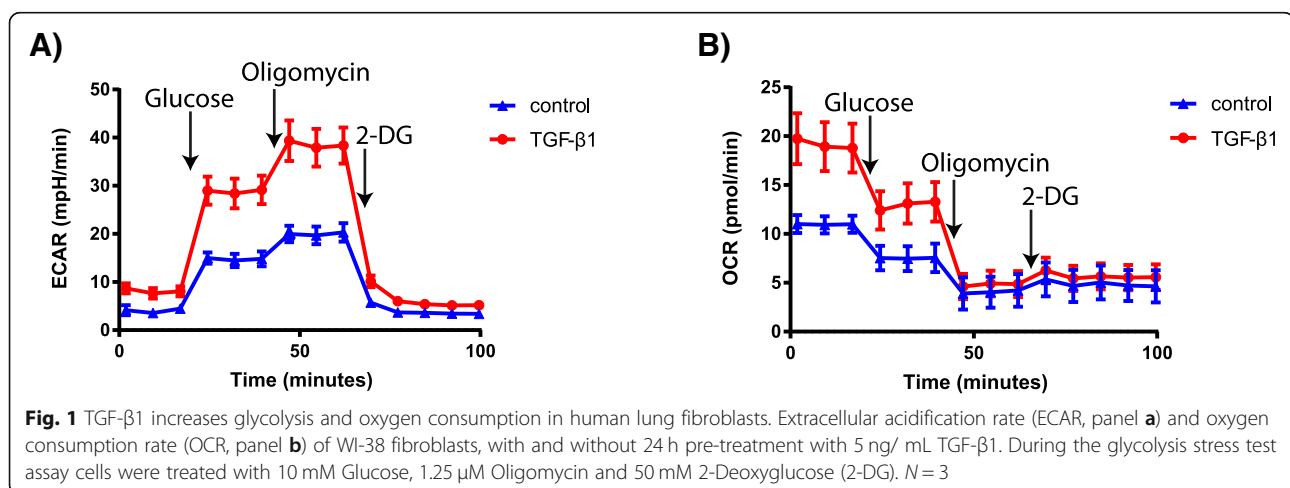 A)
Oligomycin
Glucose
2-DG
control
TGF-β1
ECAR (mpH/min)
50
40
30
20
10
0
0
50
100
Time (minutes)
B)
Glucose
Oligomycin
2-DG
control
TGF-β1
OCR (pmol/min)
25
20
15
10
5
0
0
50
100
Time (minutes)
Fig. 1 TGF-β1 increases glycolysis and oxygen consumption in human lung fibroblasts. Extracellular acidification rate (ECAR, panel a) and oxygen
consumption rate (OCR, panel b) of WI-38 fibroblasts, with and without 24 h pre-treatment with 5 ng/ mL TGF-β1. During the glycolysis stress test
assay cells were treated with 10 mM Glucose, 1.25 μM Oligomycin and 50 mM 2-Deoxyglucose (2-DG). N = 3